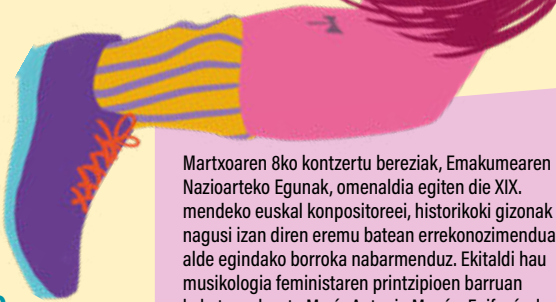 Martxoaren 8ko kontzertu bereziak, Emakumearen
Nazioarteko Egunak, omenaldia egiten die XIX.
mendeko euskal konpositoreei, historikoki gizonak
nagusi izan diren eremu batean errekonozimendua
alde egindako borroka nabarmenduz. Ekitaldi hau
musikologia feministaren printzipioen barruan